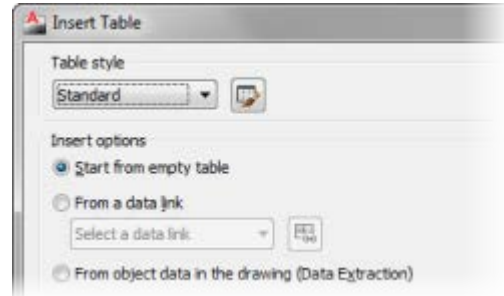 Insert Table
Table style
Standard
Insert options
Start from empty table
From a data link
Select a data link
From object data in the drawing (Data Extraction)